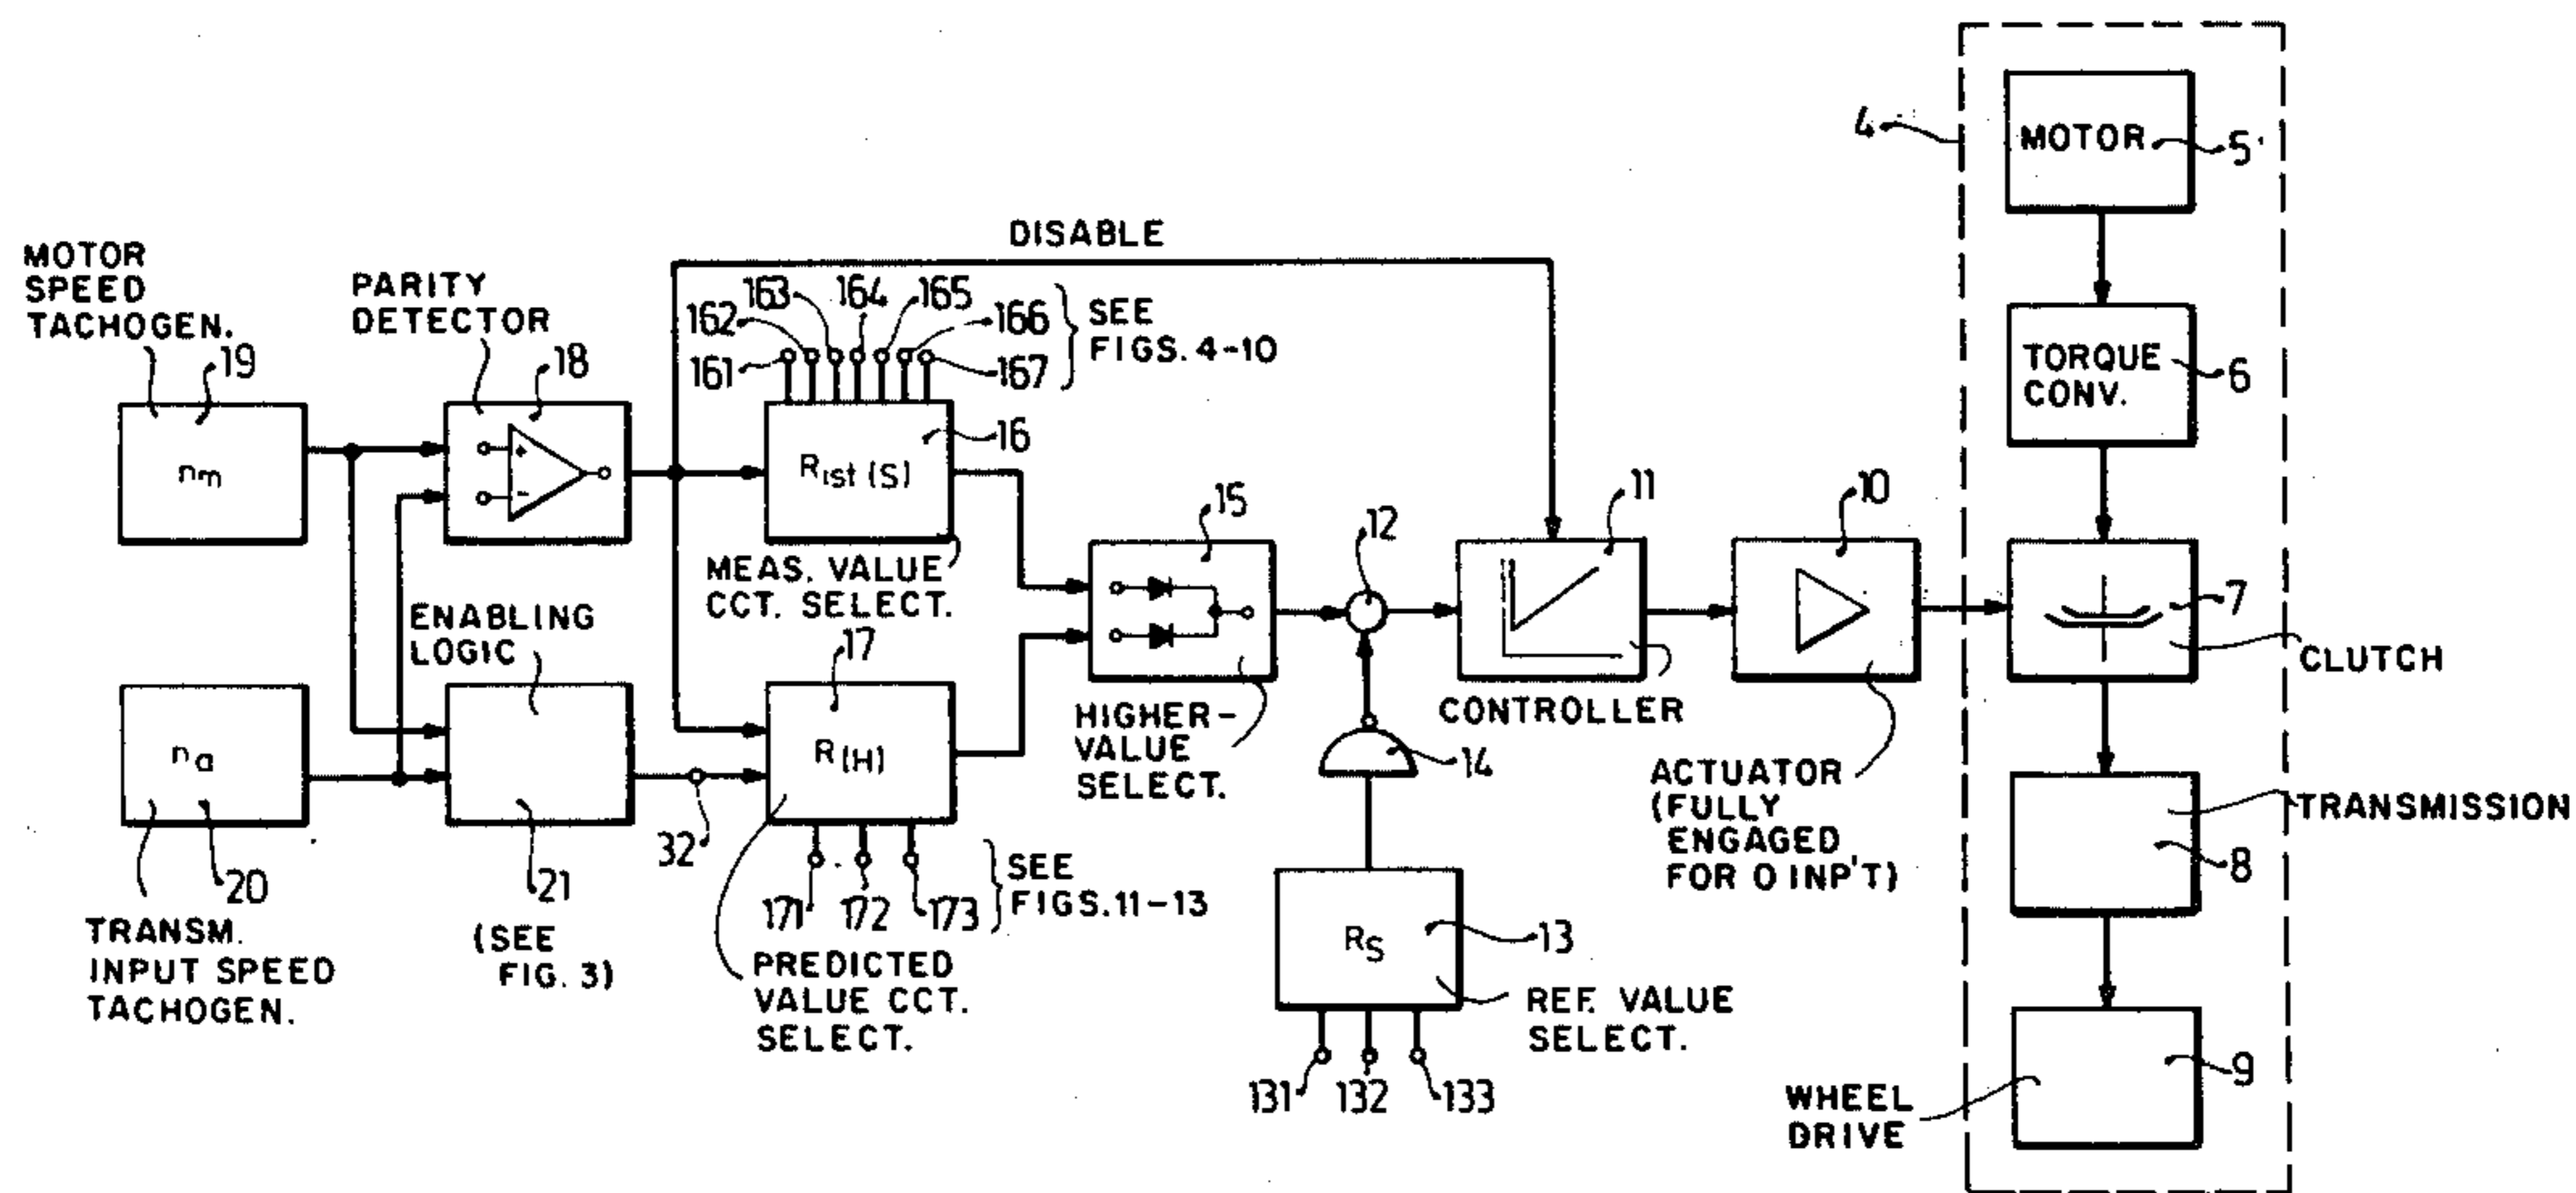 MOTOR
SPEED
TACHOGEN.
19
nm
PARITY
DETECTOR
18
+
-
DISABLE
161
162
163
164
165
166
167
SEE
FIGS. 4-10
Rist (S)
16
MEAS. VALUE
CCT. SELECT.
na
20
TRANSM.
INPUT SPEED
TACHOGEN.
ENABLING
LOGIC
21
(SEE
FIG. 3)
32
17
R(H)
171
172
173
SEE
FIGS. 11-13
PREDICTED
VALUE CCT.
SELECT.
15
HIGHER-
VALUE
SELECT.
12
14
RS
13
REF. VALUE
SELECT.
131
132
133
11
CONTROLLER
10
ACTUATOR
(FULLY
ENGAGED
FOR 0 INP'T)
4
MOTOR
5
TORQUE
CONV.
6
7
CLUTCH
TRANSMISSION
8
9
WHEEL
DRIVE